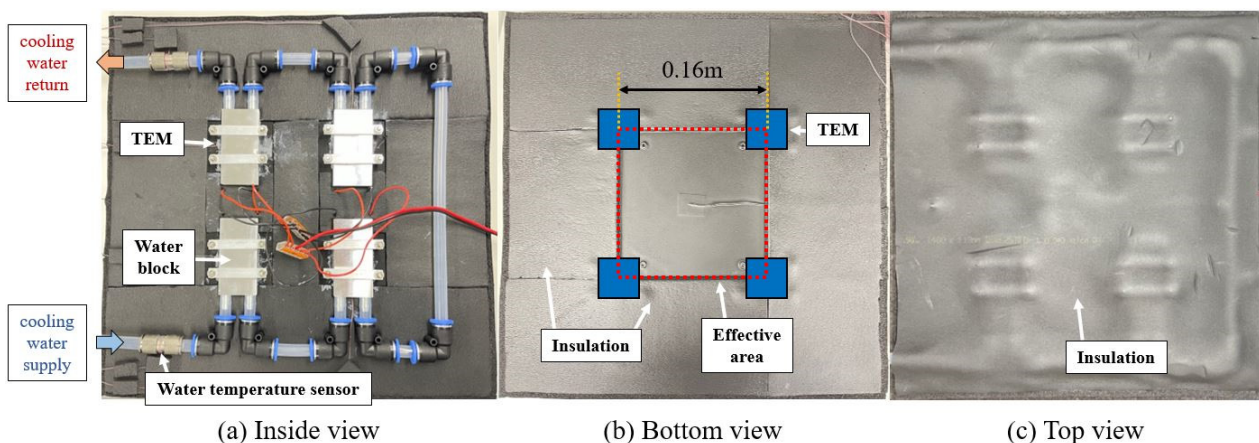 cooling
water
return
TEM
Water
block
cooling
water
supply
Water temperature sensor
(a) Inside view
0.16m
TEM
Insulation
Effective
area
(b) Bottom view
Insulation
(c) Top view